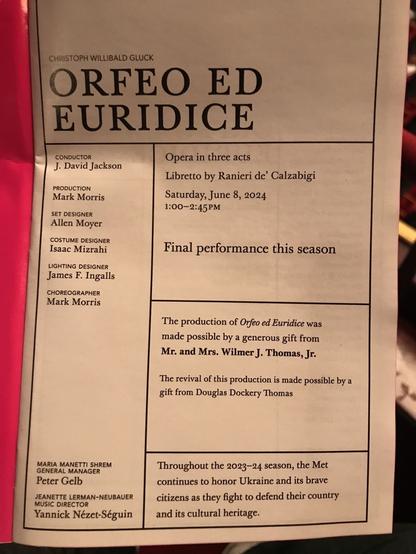 CHRISTOPH WILLIBALD GLUCK
ORFEO ED
EURIDICE
CONDUCTOR
J. David Jackson
PRODUCTION
Mark Morris
SET DESIGNER
Allen Moyer
COSTUME DESIGNER
Isaac Mizrahi
LIGHTING DESIGNER
James F. Ingalls
CHOREOGRAPHER
Mark Morris
MARIA MANETTI SHREM
GENERAL MANAGER
Peter Gelb
JEANETTE LERMAN-NEUBAUER
MUSIC DIRECTOR
Yannick Nézet-Séguin
Opera in three acts
Libretto by Ranieri de' Calzabigi
Saturday, June 8, 2024
1:00–2:45PM
Final performance this season
The production of Orfeo ed Euridice was
made possible by a generous gift from
Mr. and Mrs. Wilmer J. Thomas, Jr.
The revival of this production is made possible by a
gift from Douglas Dockery Thomas
Throughout the 2023–24 season, the Met
continues to honor Ukraine and its brave
citizens as they fight to defend their country
and its cultural heritage.